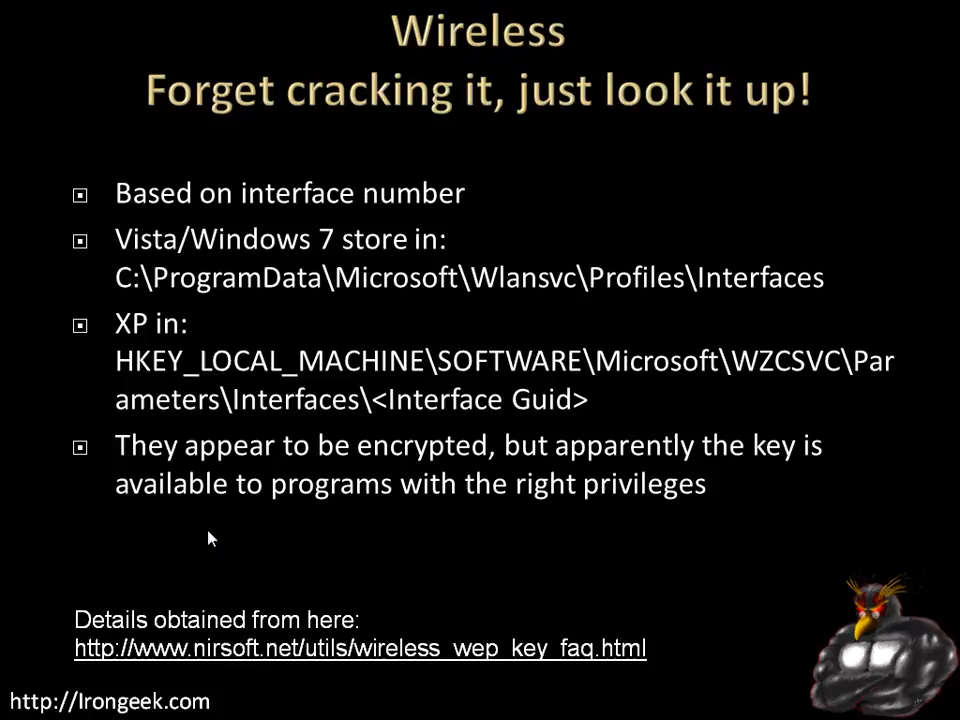 Wireless
Forget cracking it, just look it up!
Based on interface number
Vista/Windows 7 store in:
C:\ProgramData\Microsoft\Wlansvc\Profiles\Interfaces
XP in:
HKEY_LOCAL_MACHINE\SOFTWARE\Microsoft\WZCSVC\Par
ameters\Interfaces\<Interface Guid>
They appear to be encrypted, but apparently the key is
available to programs with the right privileges
Details obtained from here:
http://www.nirsoft.net/utils/wireless_wep_key_faq.html
http://Irongeek.com